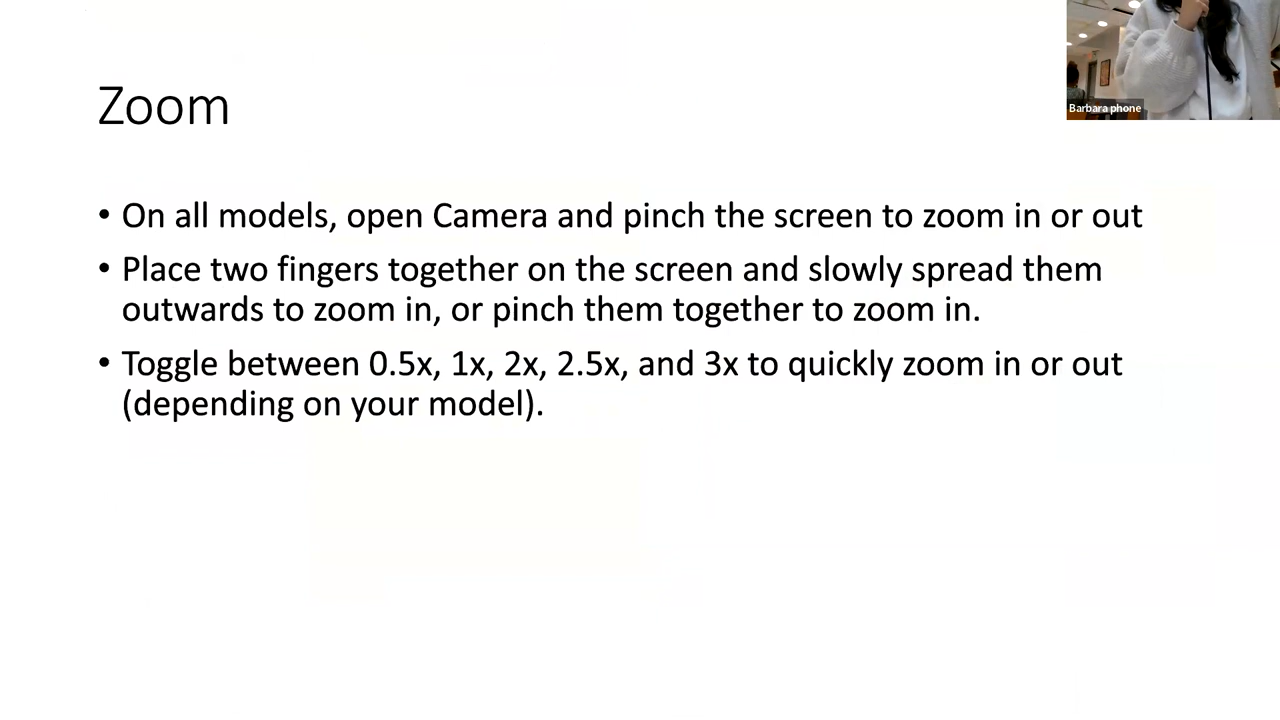 Zoom
Barbara phone
• On all models, open Camera and pinch the screen to zoom in or out
• Place two fingers together on the screen and slowly spread them
outwards to zoom in, or pinch them together to zoom in.
• Toggle between 0.5x, 1x, 2x, 2.5x, and 3x to quickly zoom in or out
(depending on your model).